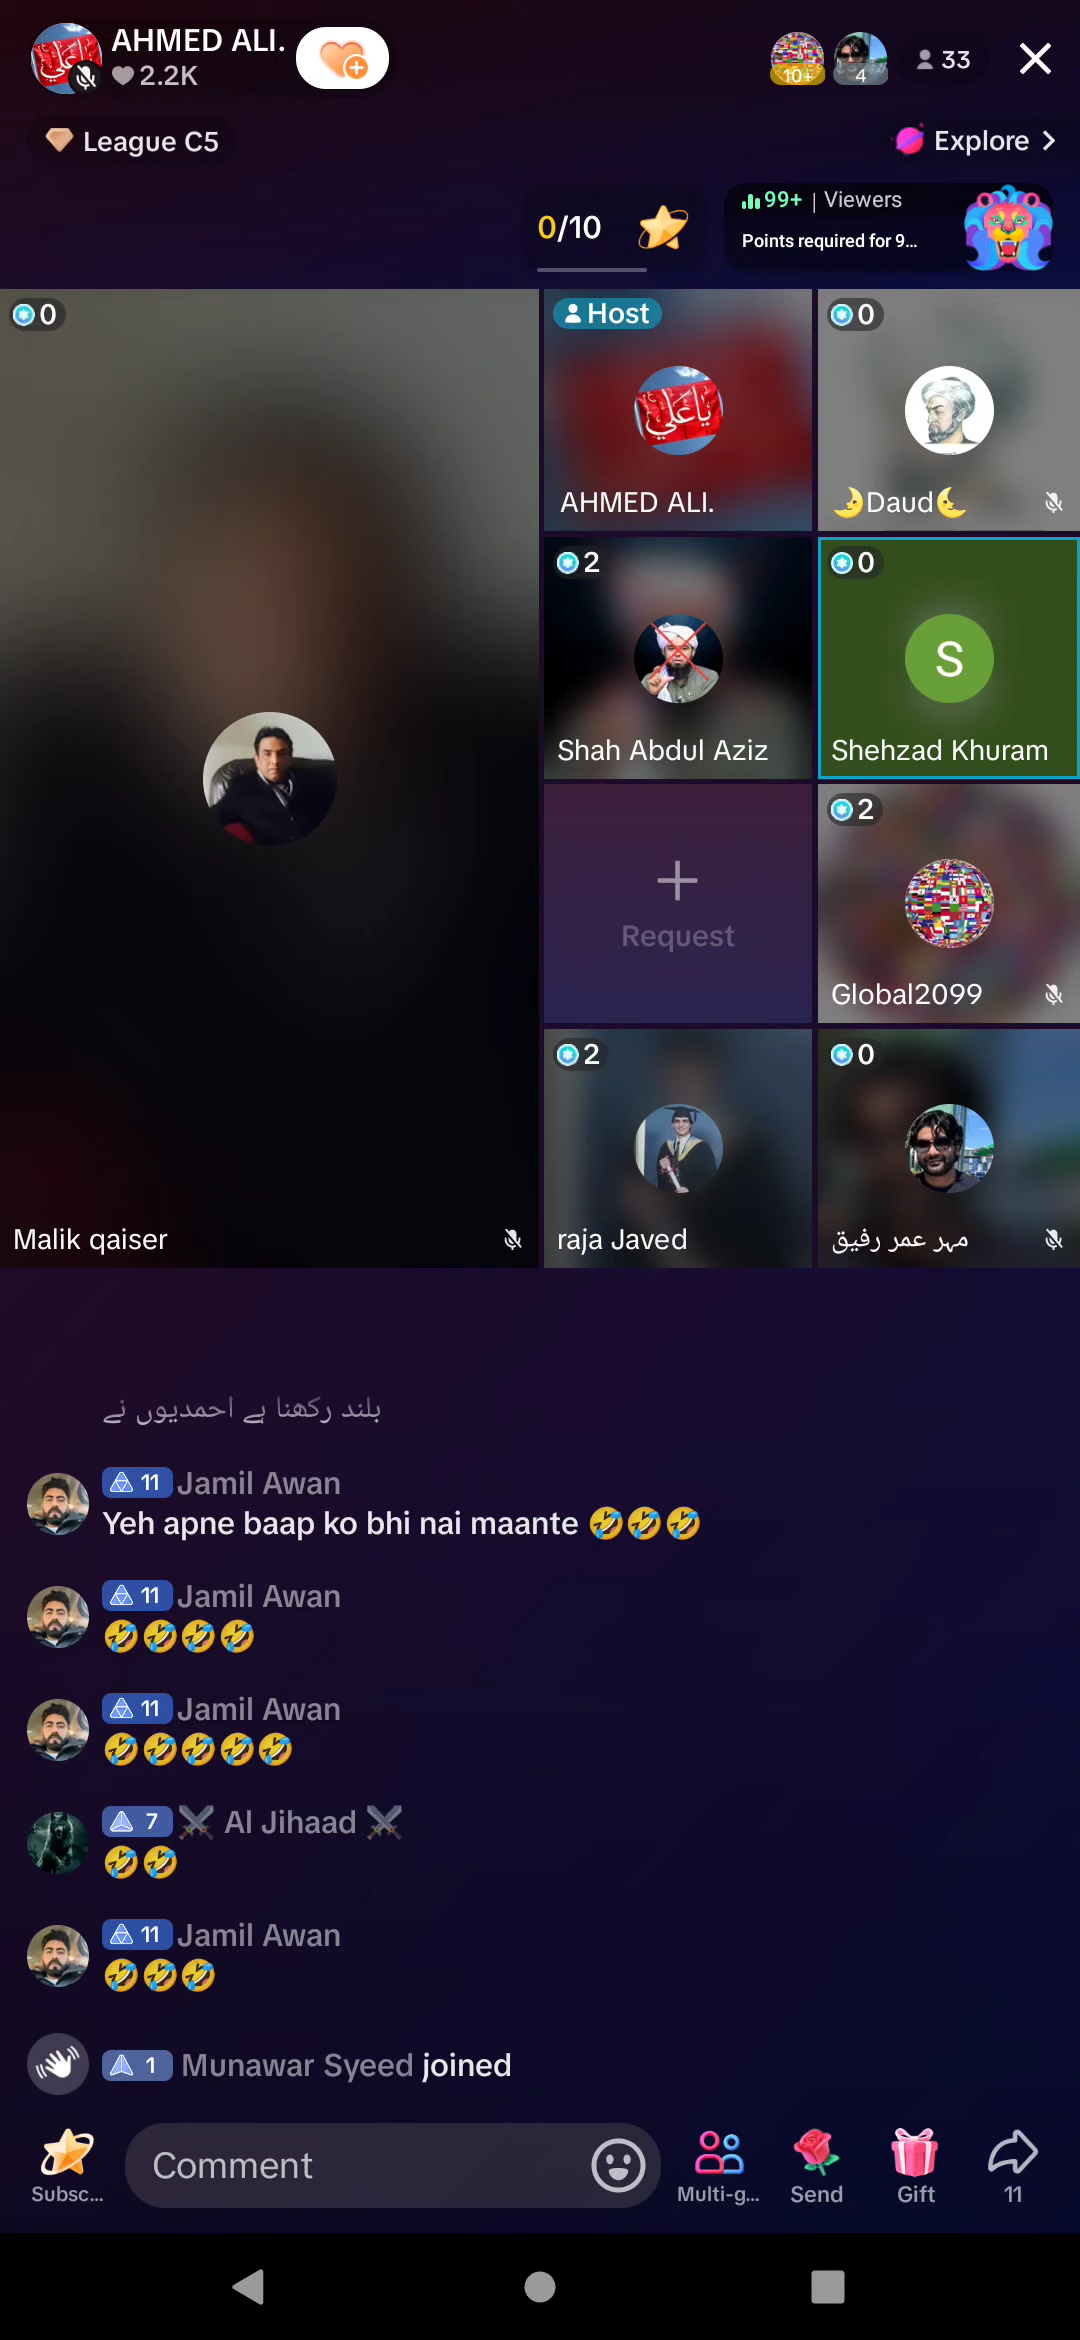 AHMED ALI.
2.2K
10+
4
33
League C5
Explore
0/10
99+ | Viewers
Points required for 9...
0
Host
يا علي
AHMED ALI.
0
🌛Daud🌜
2
Shah Abdul Aziz
0
S
Shehzad Khuram
Request
2
Global2099
Malik qaiser
2
raja Javed
0
مہر عمر رفیق
بلند رکھنا ہے احمدیوں نے
11 Jamil Awan
Yeh apne baap ko bhi nai maante 🤣🤣🤣
11 Jamil Awan
🤣🤣🤣🤣
11 Jamil Awan
🤣🤣🤣🤣🤣
7 ⚔️ Al Jihaad ⚔️
🤣🤣
11 Jamil Awan
🤣🤣🤣
1 Munawar Syeed joined
Comment
Subsc...
Multi-g...
Send
Gift
11